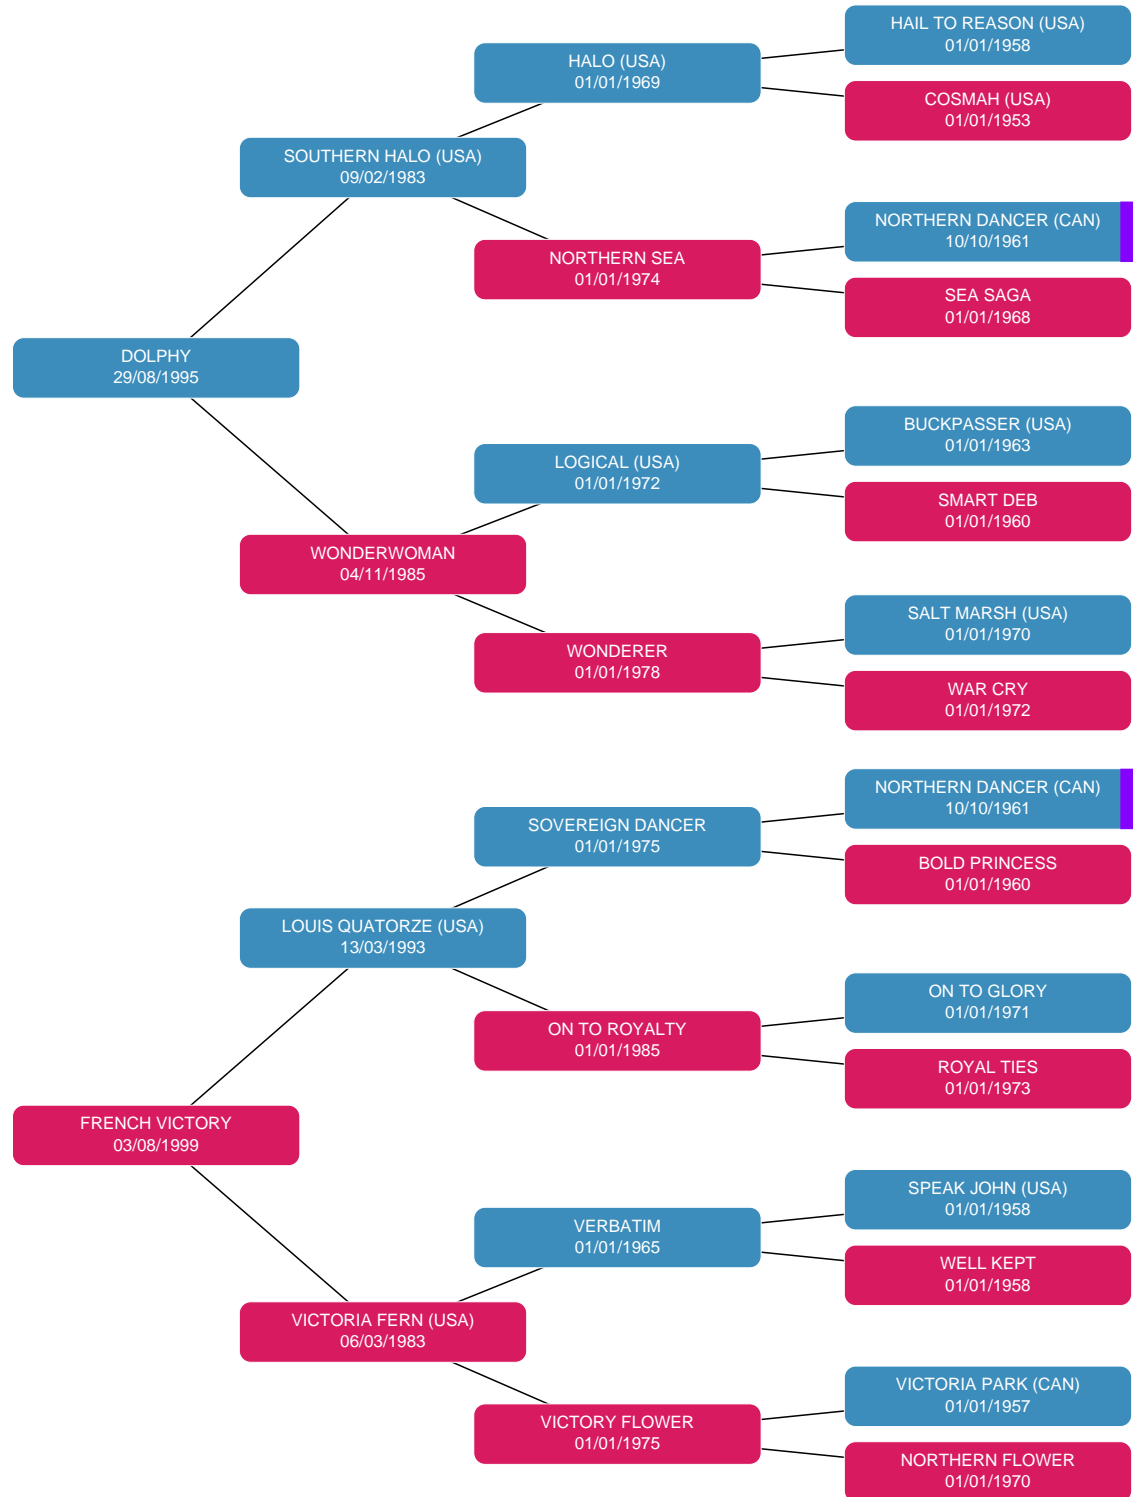 HAIL TO REASON (USA)
01/01/1958
HALO (USA)
01/01/1969
COSMAH (USA)
01/01/1953
SOUTHERN HALO (USA)
09/02/1983
NORTHERN DANCER (CAN)
10/10/1961
NORTHERN SEA
01/01/1974
SEA SAGA
01/01/1968
DOLPHY
29/08/1995
BUCKPASSER (USA)
01/01/1963
LOGICAL (USA)
01/01/1972
SMART DEB
01/01/1960
WONDERWOMAN
04/11/1985
SALT MARSH (USA)
01/01/1970
WONDERER
01/01/1978
WAR CRY
01/01/1972
NORTHERN DANCER (CAN)
10/10/1961
SOVEREIGN DANCER
01/01/1975
BOLD PRINCESS
01/01/1960
LOUIS QUATORZE (USA)
13/03/1993
ON TO GLORY
01/01/1971
ON TO ROYALTY
01/01/1985
ROYAL TIES
01/01/1973
FRENCH VICTORY
03/08/1999
SPEAK JOHN (USA)
01/01/1958
VERBATIM
01/01/1965
WELL KEPT
01/01/1958
VICTORIA FERN (USA)
06/03/1983
VICTORIA PARK (CAN)
01/01/1957
VICTORY FLOWER
01/01/1975
NORTHERN FLOWER
01/01/1970